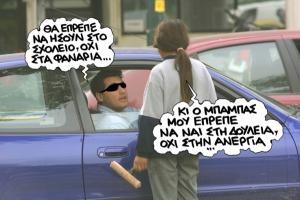 ΘΑ ΕΠΡΕΠΕ
ΝΑ ΗΣΟΥΝ ΣΤΟ
ΣΧΟΛΕΙΟ, ΟΧΙ
ΣΤΑ ΦΑΝΑΡΙΑ...
ΚΙ Ο ΜΠΑΜΠΑΣ
ΜΟΥ ΕΠΡΕΠΕ
ΝΑ ΝΑΙ ΣΤΗ ΔΟΥΛΕΙΑ,
ΟΧΙ ΣΤΗΝ ΑΝΕΡΓΙΑ
...